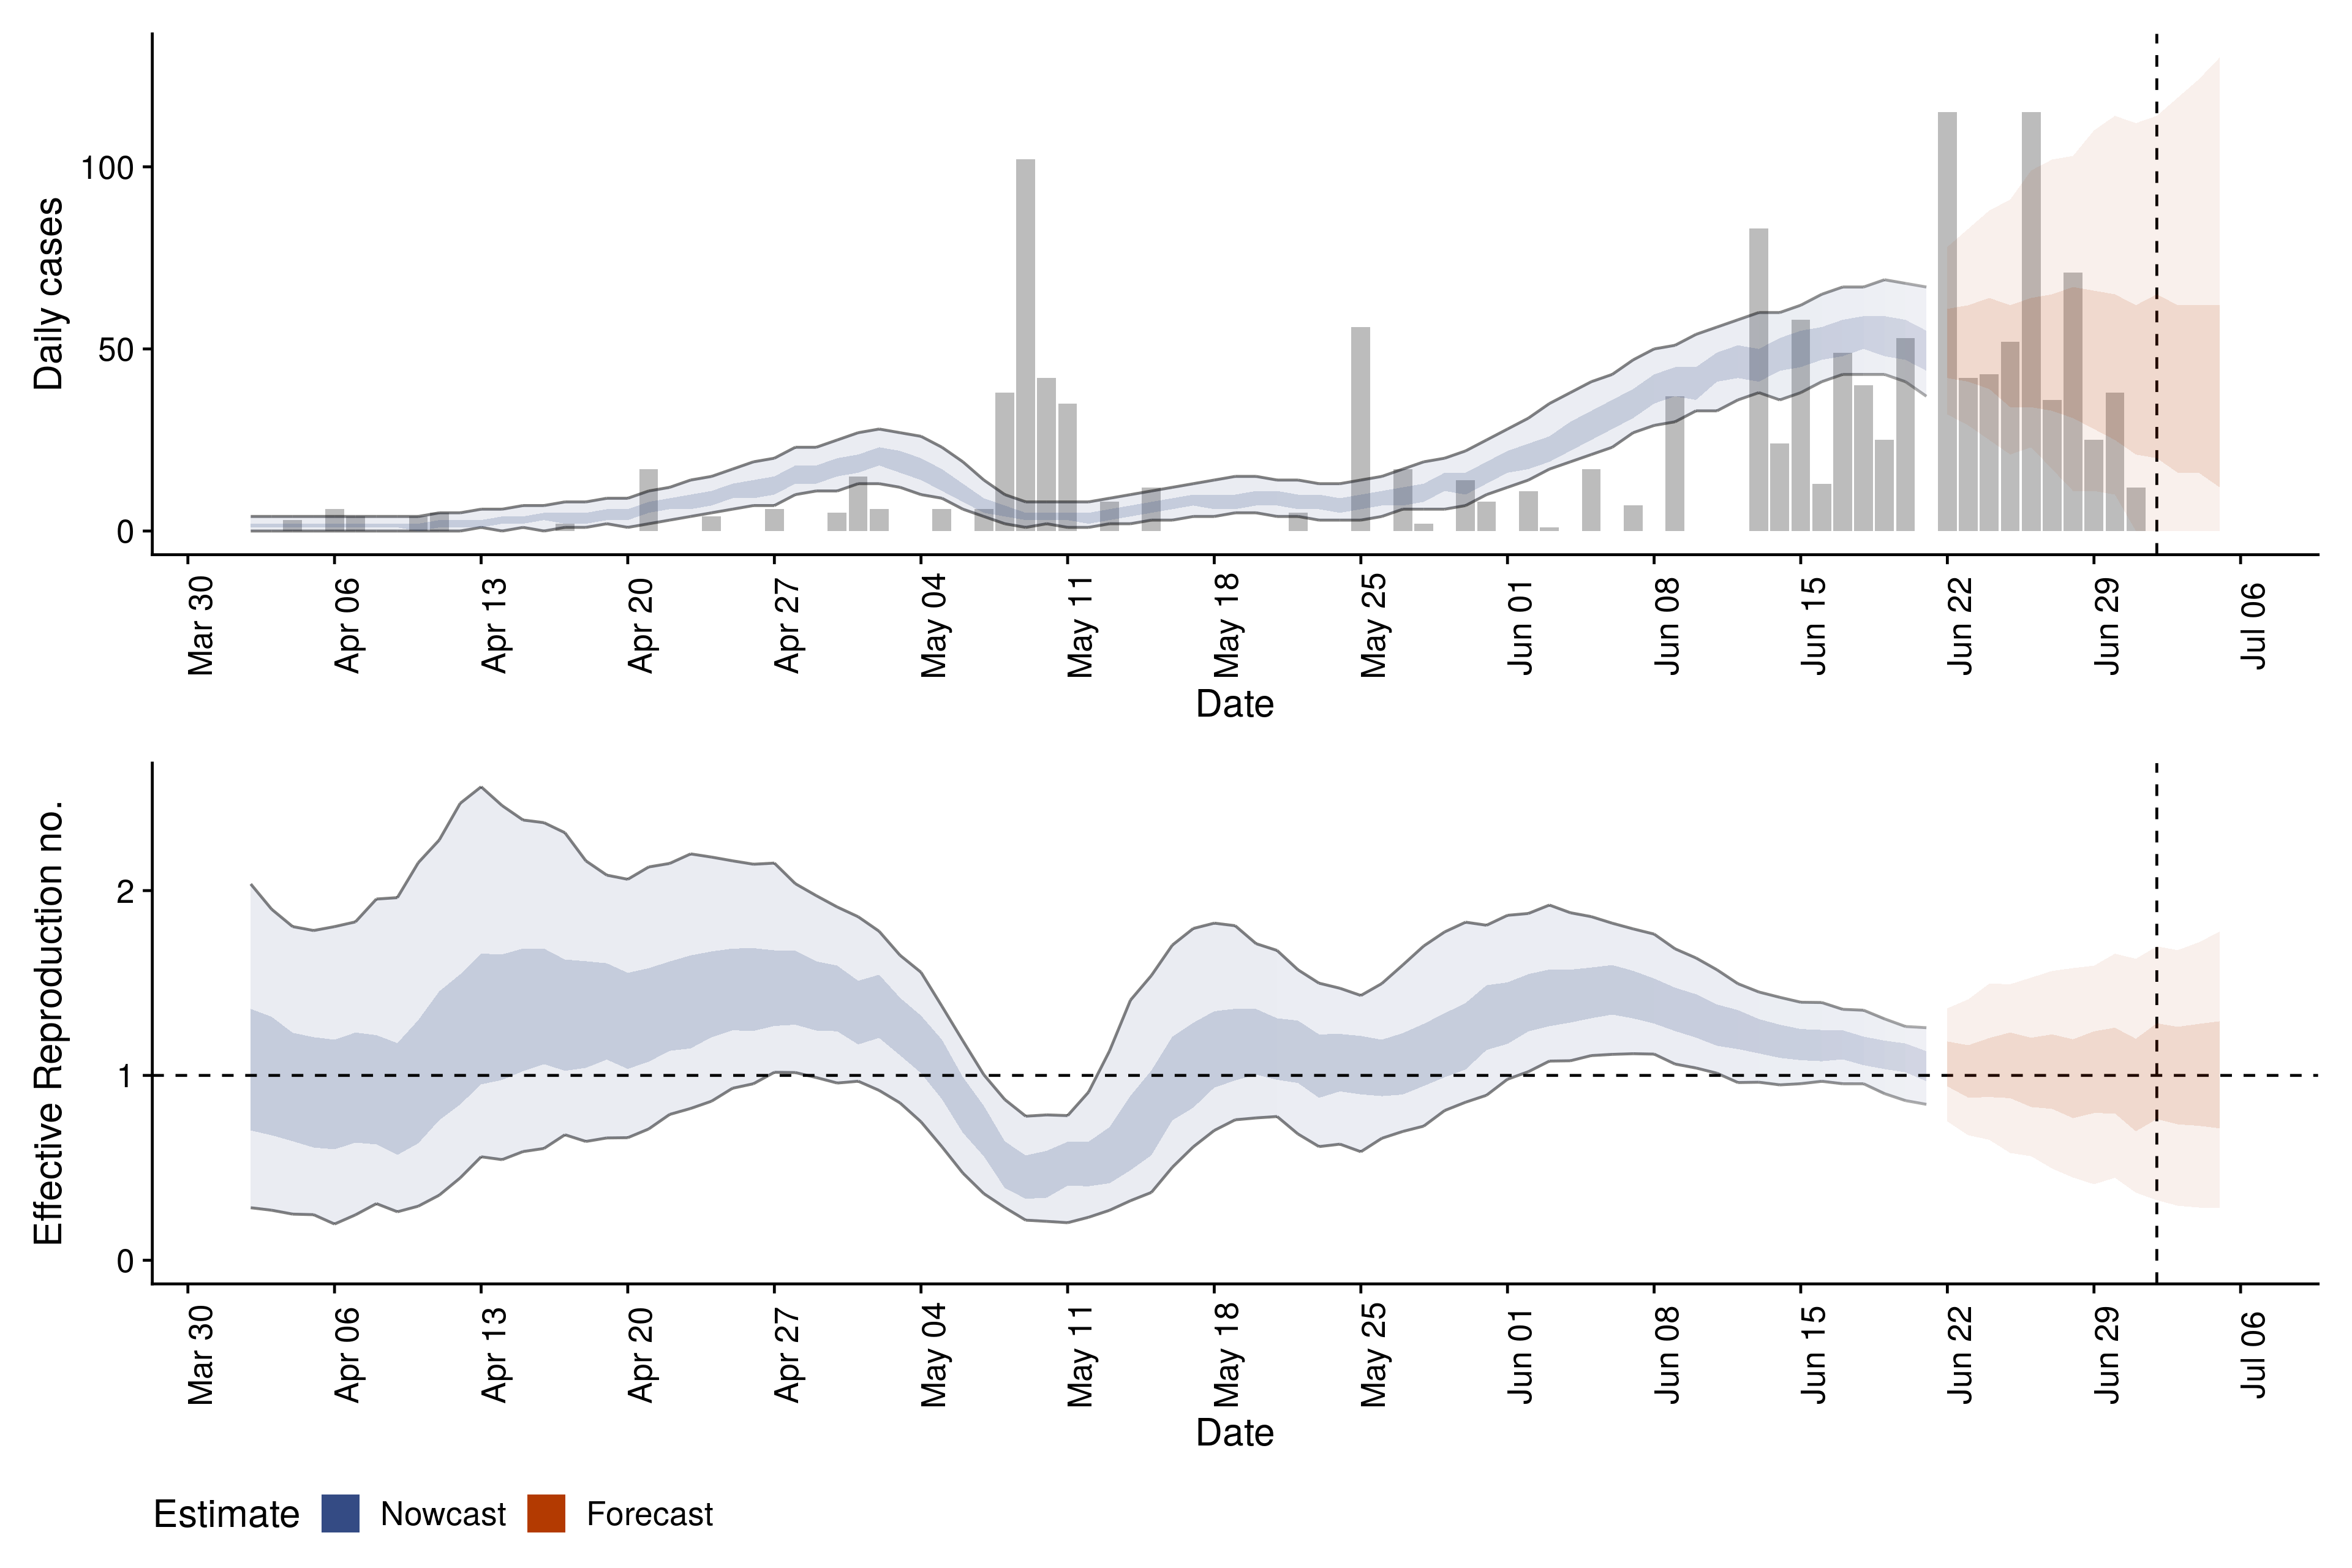 Daily cases
100
50
0
Mar 30
Apr 06
Apr 13
Apr 20
Apr 27
May 04
May 11
May 18
May 25
Jun 01
Jun 08
Jun 15
Jun 22
Jun 29
Jul 06
Date
Effective Reproduction no.
2
1
0
Mar 30
Apr 06
Apr 13
Apr 20
Apr 27
May 04
May 11
May 18
May 25
Jun 01
Jun 08
Jun 15
Jun 22
Jun 29
Jul 06
Date
Estimate Nowcast Forecast